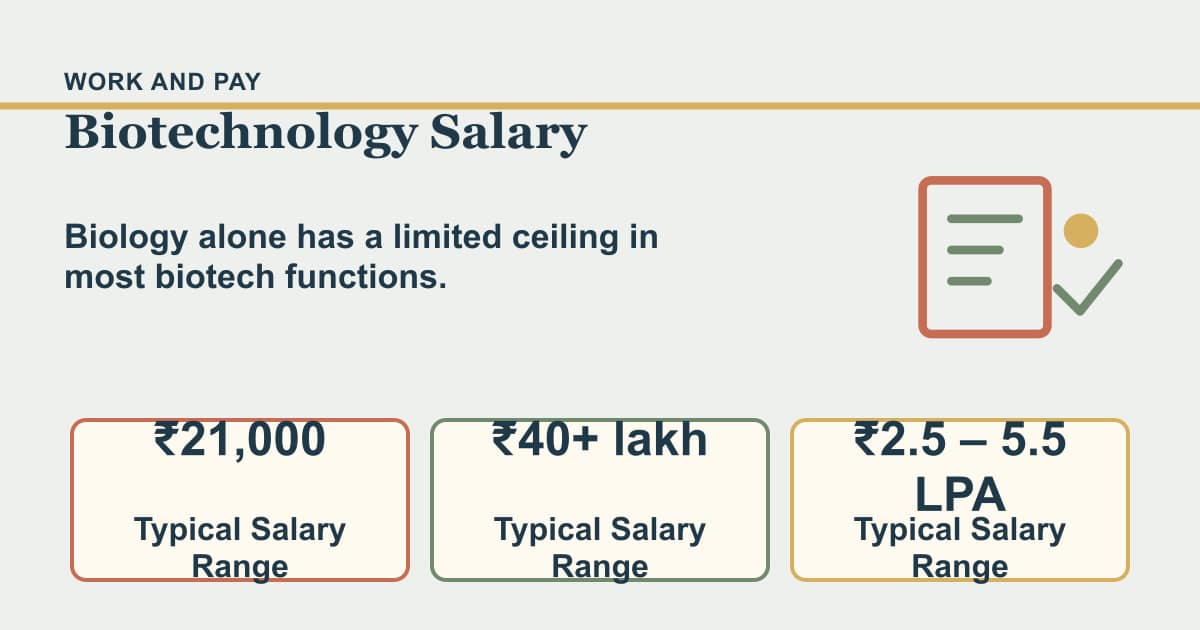 WORK AND PAY
Biotechnology Salary
Biology alone has a limited ceiling in
most biotech functions.
₹21,000
Typical Salary
Range
₹40+ lakh
Typical Salary
Range
₹2.5 – 5.5
LPA
Typical Salary
Range